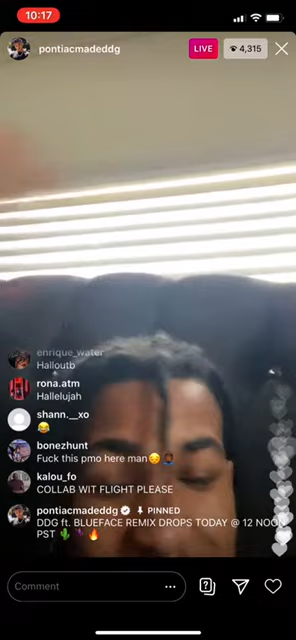 10:17
pontiacmadeddg
LIVE
4,315
enrique_water
Halloutb
rona.atm
Hallelujah
shann.__xo
bonezhunt
Fuck this pmo here man
kalou_fo
COLLAB WIT FLIGHT PLEASE
pontiacmadeddg PINNED
DDG ft. BLUEFACE REMIX DROPS TODAY @ 12 NOON
PST
Comment